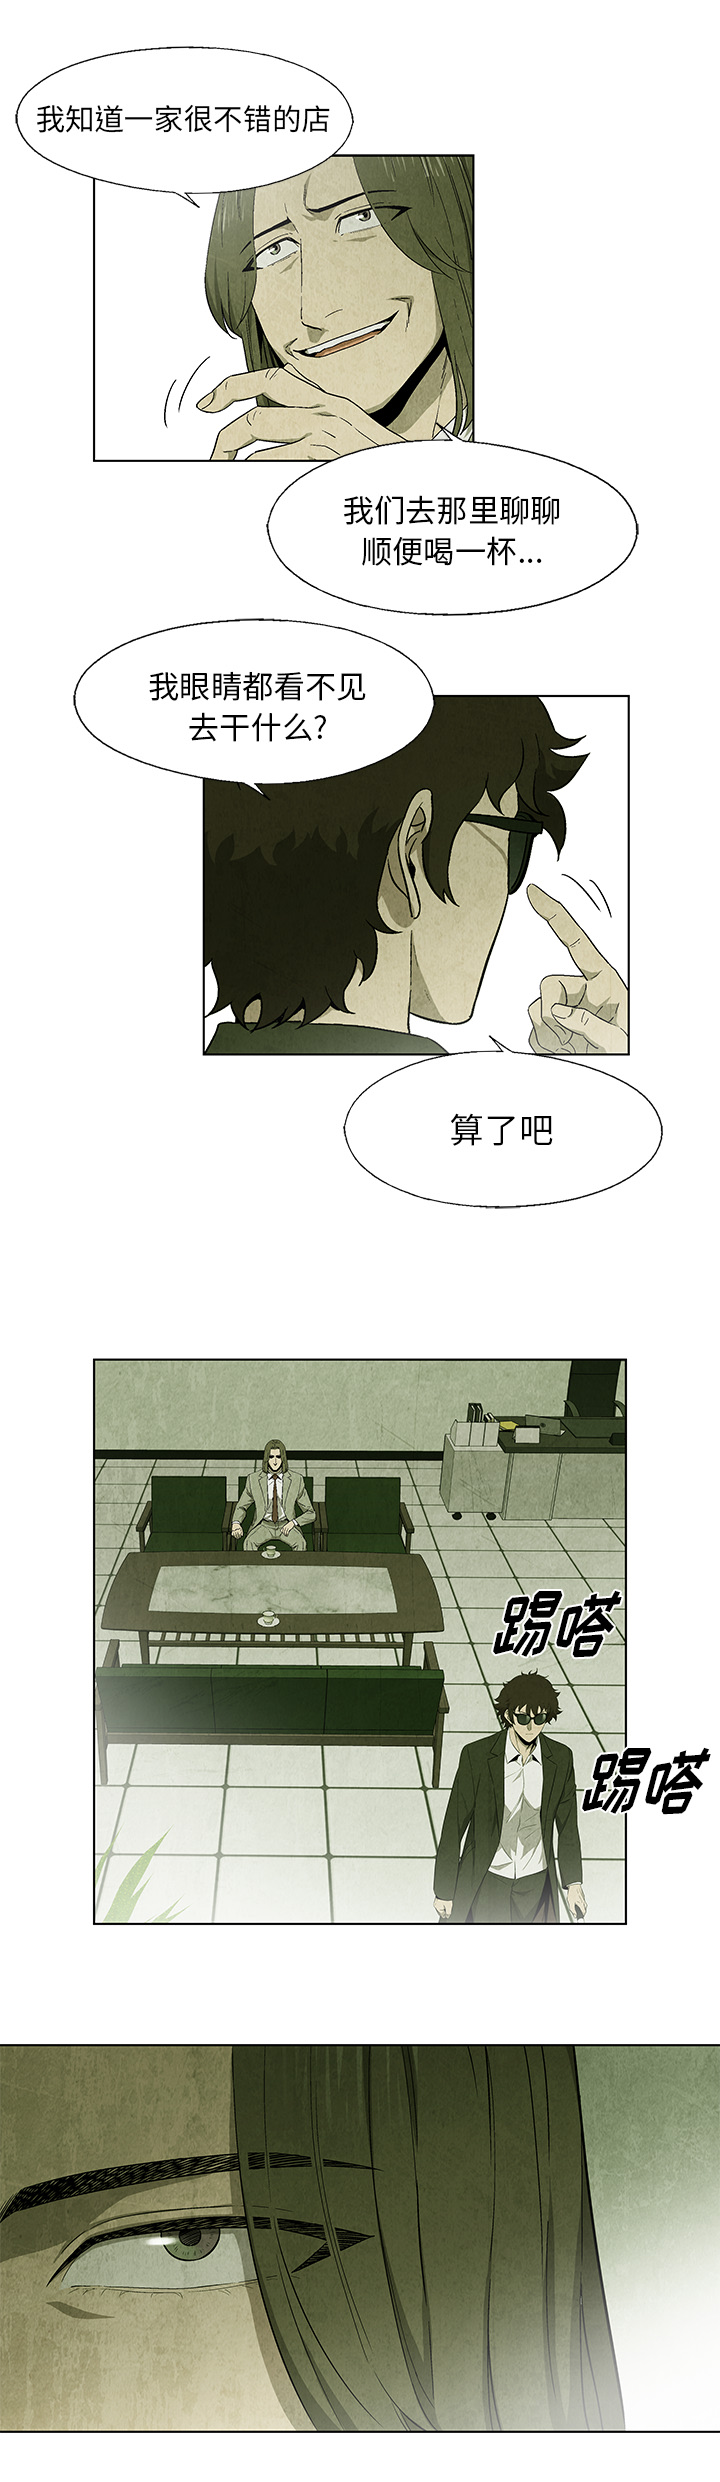 我知道一家很不错的店
我们去那里聊聊
顺便喝一杯...
我眼睛都看不见
去干什么?
算了吧
踢嗒
踢嗒